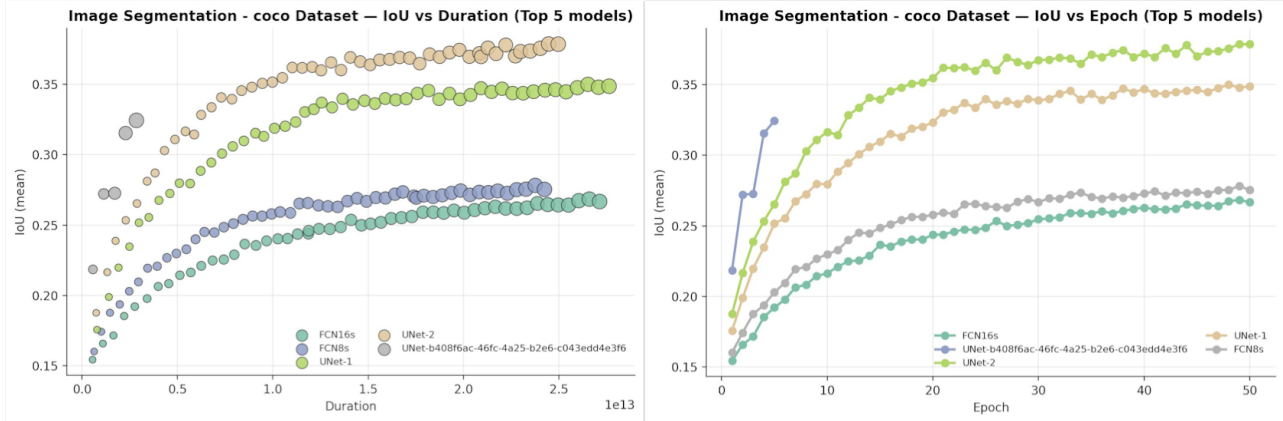 Image Segmentation - coco Dataset — IoU vs Duration (Top 5 models)
IoU (mean)
0.35
0.30
0.25
0.20
0.15
0.0 0.5 1.0 1.5 2.0 2.5
1e13
Duration
FCN16s
FCN8s
UNet-1
UNet-2
UNet-b408f6ac-46fc-4a25-b2e6-c043edd4e3f6
Image Segmentation - coco Dataset — IoU vs Epoch (Top 5 models)
IoU (mean)
0.35
0.30
0.25
0.20
0.15
0 10 20 30 40 50
Epoch
FCN16s
UNet-b408f6ac-46fc-4a25-b2e6-c043edd4e3f6
UNet-2
UNet-1
FCN8s